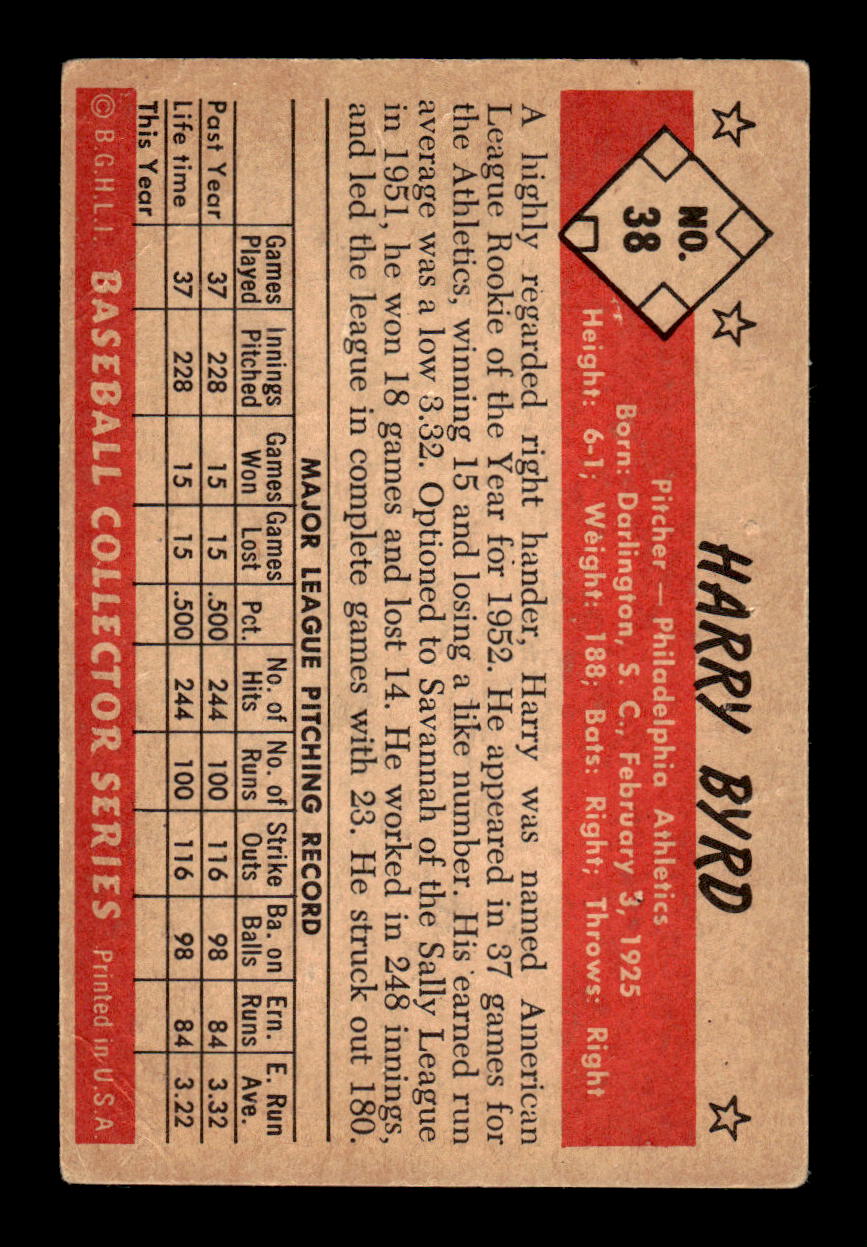 HARRY BYRD
NO.
38
Pitcher — Philadelphia Athletics
Born: Darlington, S. C., February 3, 1925
Height: 6-1; Weight: 188; Bats: Right; Throws: Right
A highly regarded right hander, Harry was named American
League Rookie of the Year for 1952. He appeared in 37 games for
the Athletics, winning 15 and losing a like number. His earned run
average was a low 3.32. Optioned to Savannah of the Sally League
in 1951, he won 18 games and lost 14. He worked in 248 innings,
and led the league in complete games with 23. He struck out 180.
MAJOR LEAGUE PITCHING RECORD
Games Played Innings Pitched Games Won Games Lost Pct. No. of Hits No. of Runs Strike Outs Ba. on Balls Ern. Runs E. Run Ave.
Past Year 37 228 15 15 .500 244 100 116 98 84 3.32
Life time 37 228 15 15 .500 244 100 116 98 84 3.22
This Year
© B.G.H.L.I. BASEBALL COLLECTOR SERIES Printed in U.S.A.